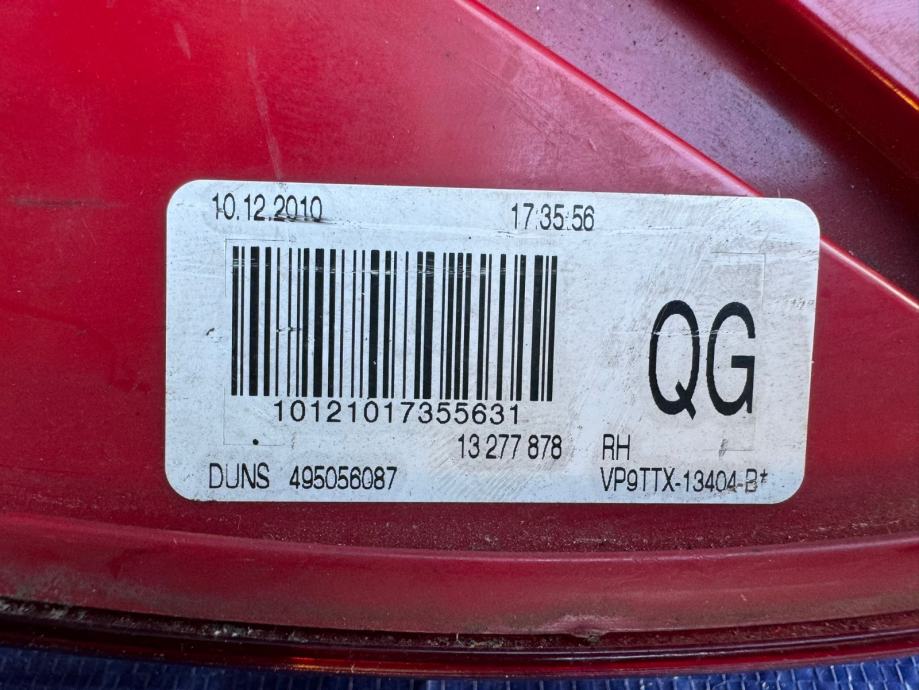 10.12.2010 17:35:56
QG
10121017355631
13 277 878 RH
DUNS 495056087 VP9TTX-13404-B*